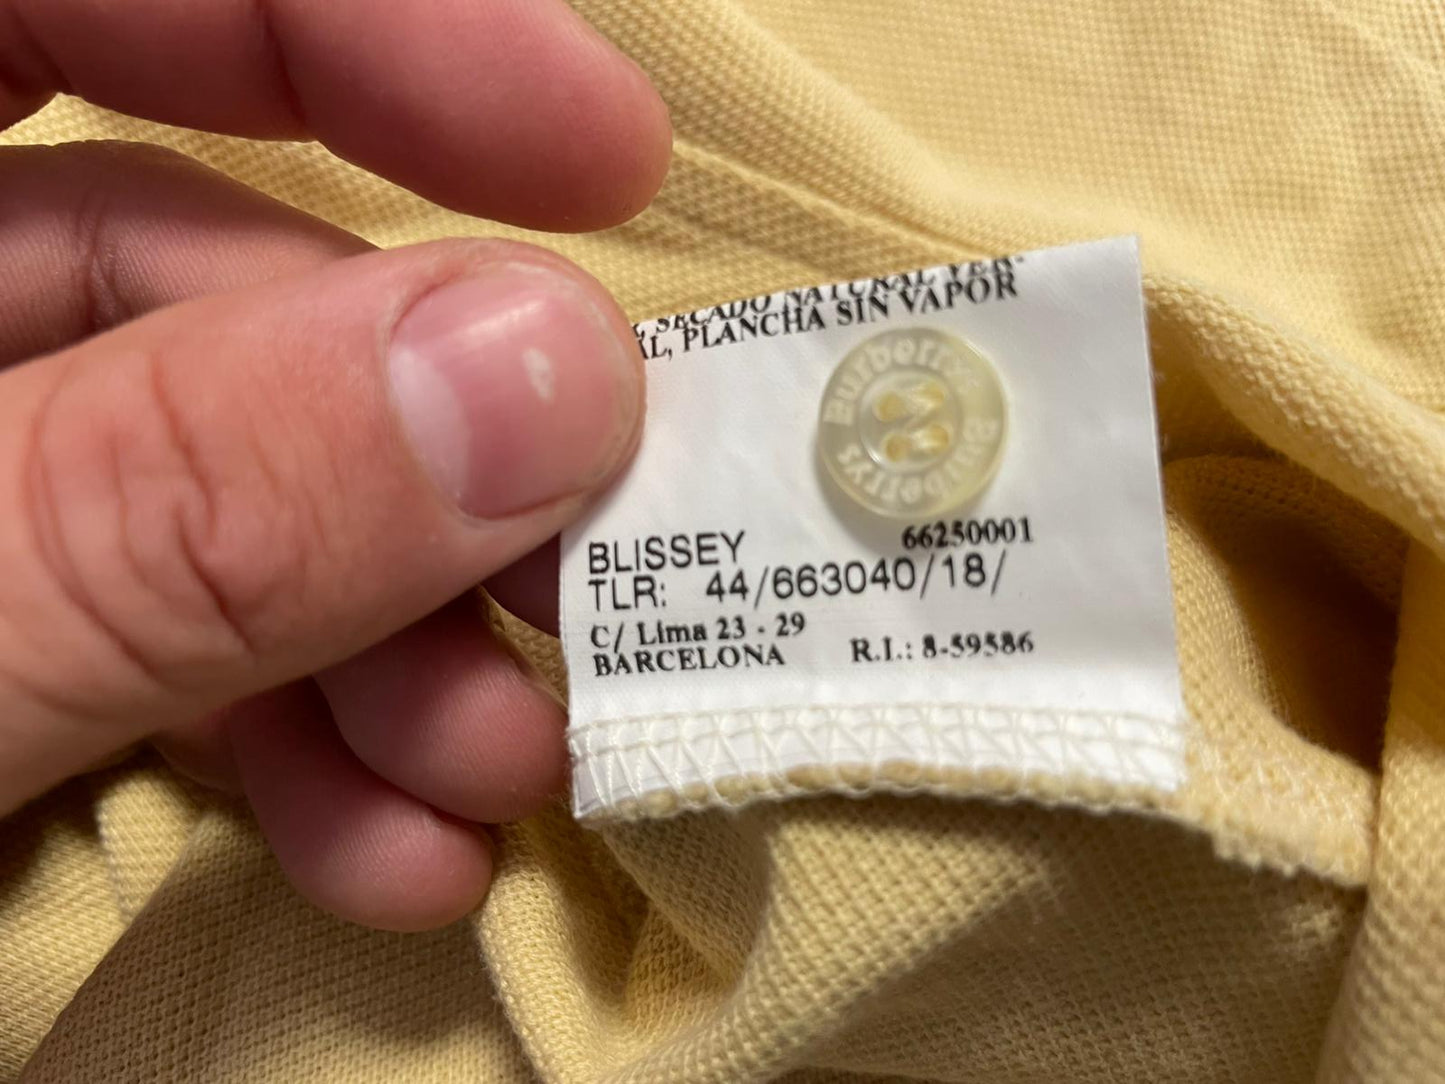 SECADO NATURAL VER-
AL, PLANCHA SIN VAPOR
Burberrys
Burberrys
66250001
BLISSEY
TLR: 44/663040/18/
C/ Lima 23 - 29
BARCELONA R.I.: 8-59586